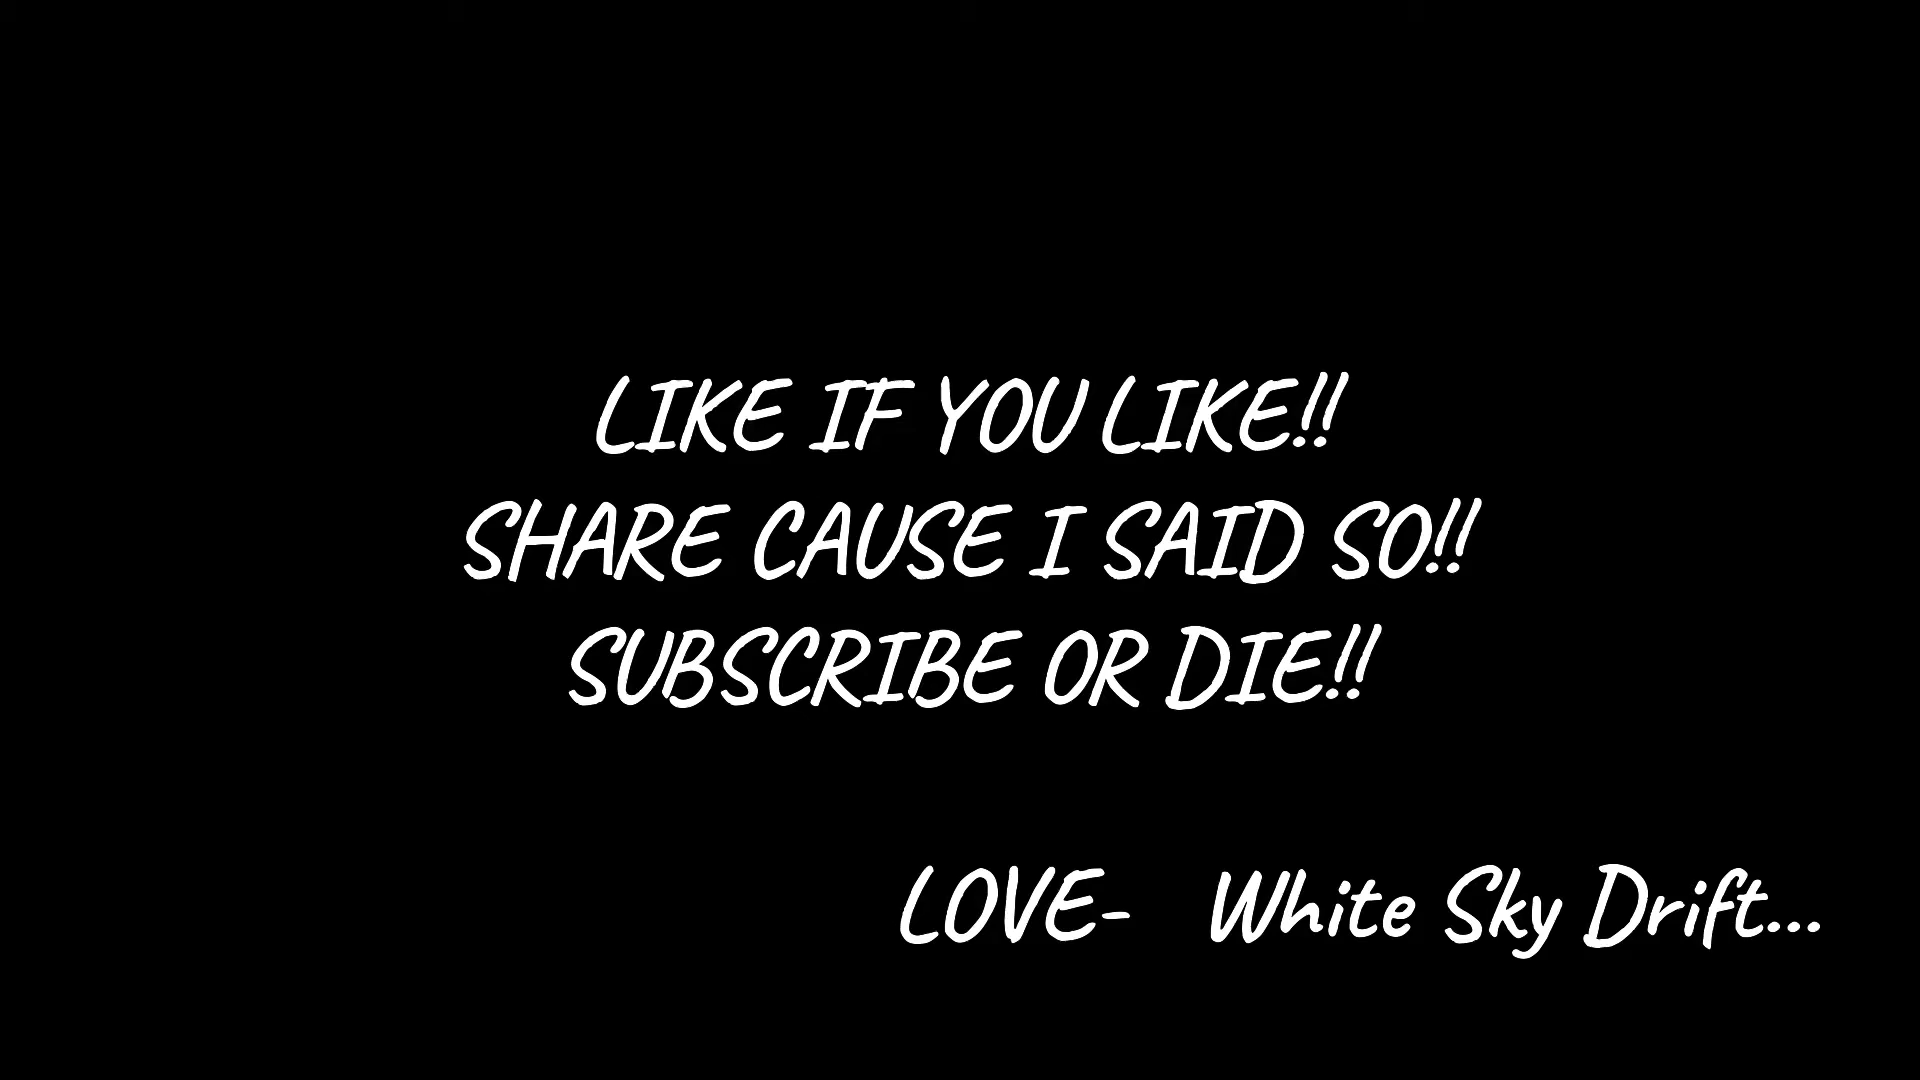 LIKE IF YOU LIKE!!
SHARE CAUSE I SAID SO!!
SUBSCRIBE OR DIE!!
LOVE- White Sky Drift...